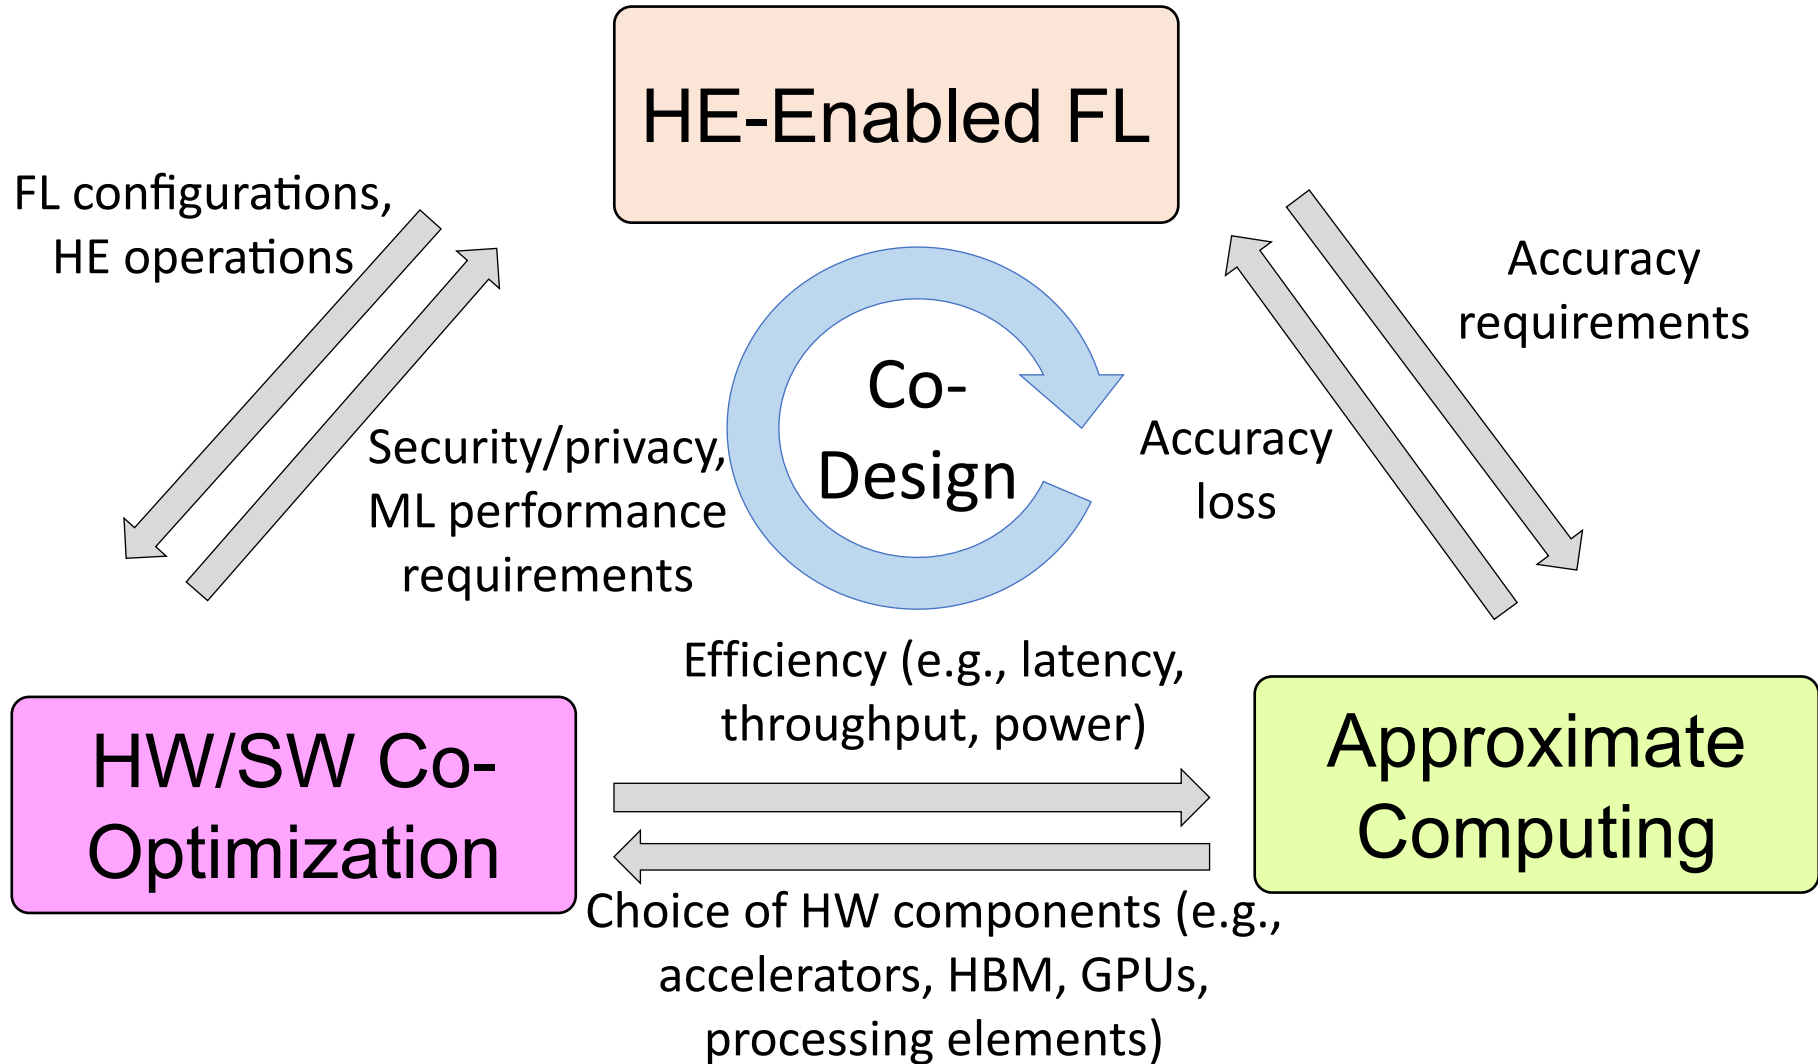 HE-Enabled FL
FL configurations,
HE operations
Accuracy
requirements
Co-
Design
Security/privacy,
ML performance
requirements
Accuracy
loss
Efficiency (e.g., latency,
throughput, power)
HW/SW Co-
Optimization
Approximate
Computing
Choice of HW components (e.g.,
accelerators, HBM, GPUs,
processing elements)